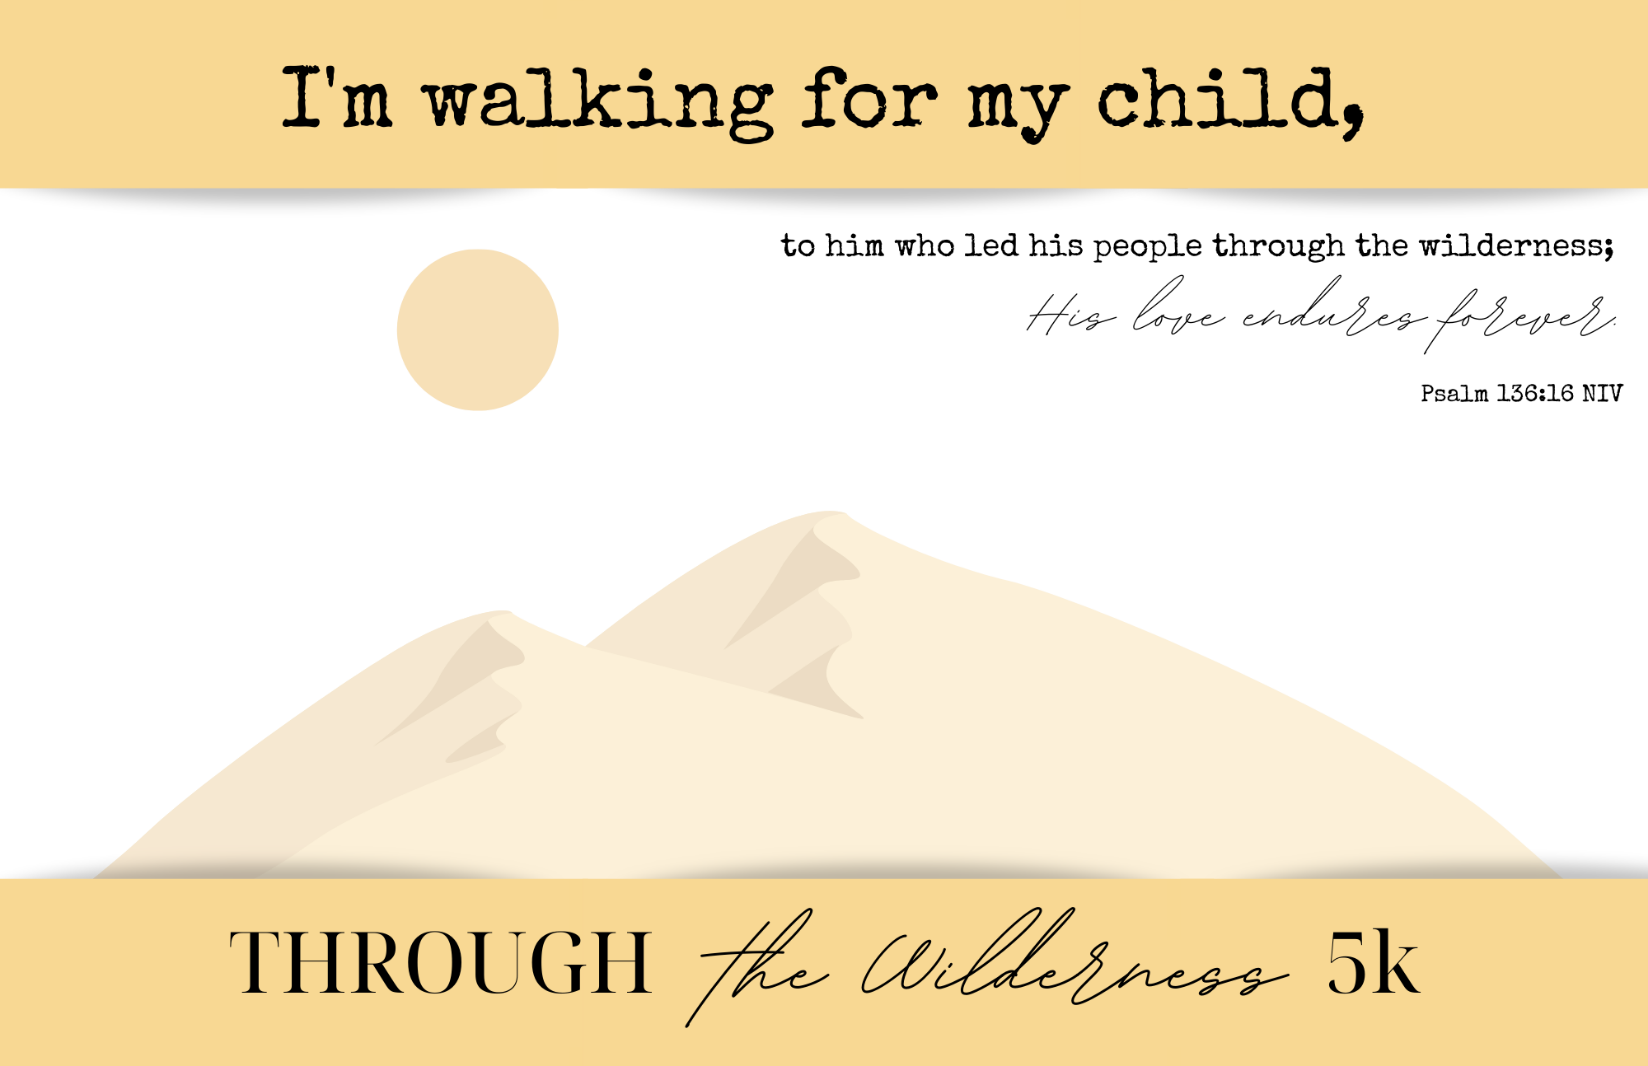 I'm walking for my child,
to him who led his people through the wilderness;
His love endures forever.
Psalm 136:16 NIV
THROUGH the Wilderness 5k